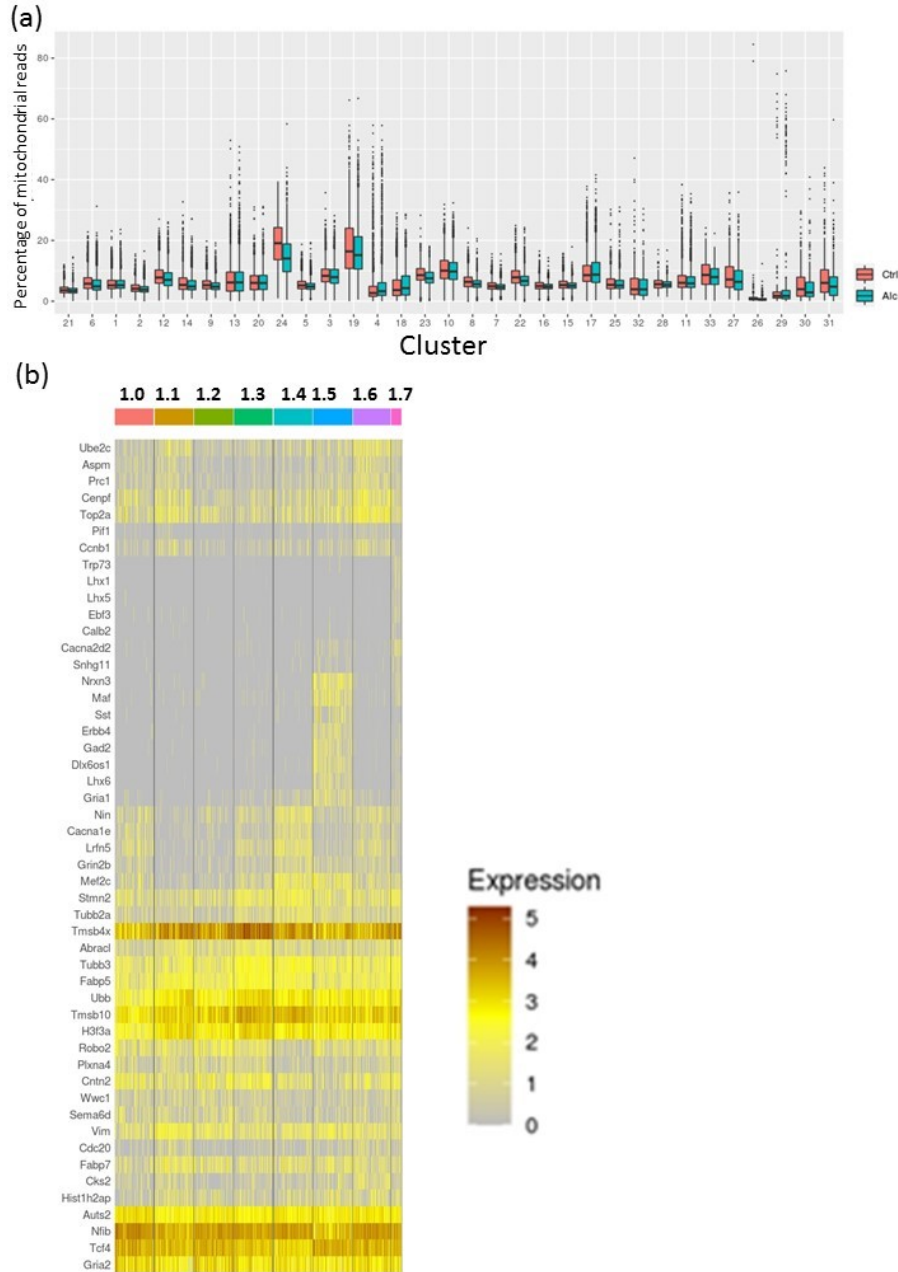 (a)
Percentage of mitochondrial reads
80
60
40
20
0
21 6 1 2 12 14 9 13 20 24 5 3 19 4 18 23 10 8 7 22 16 15 17 25 32 28 11 33 27 26 29 30 31
Cluster
Ctrl
Alc
(b)
1.0 1.1 1.2 1.3 1.4 1.5 1.6 1.7
Ube2c
Aspm
Prc1
Cenpf
Top2a
Pif1
Ccnb1
Trp73
Lhx1
Lhx5
Ebf3
Calb2
Cacna2d2
Snhg11
Nrxn3
Maf
Sst
Erbb4
Gad2
Dlx6os1
Lhx6
Gria1
Nin
Cacna1e
Lrfn5
Grin2b
Mef2c
Stmn2
Tubb2a
Tmsb4x
Abracl
Tubb3
Fabp5
Ubb
Tmsb10
H3f3a
Robo2
Plxna4
Cntn2
Wwc1
Sema6d
Vim
Cdc20
Fabp7
Cks2
Hist1h2ap
Auts2
Nfib
Tcf4
Gria2
Expression
5
4
3
2
1
0